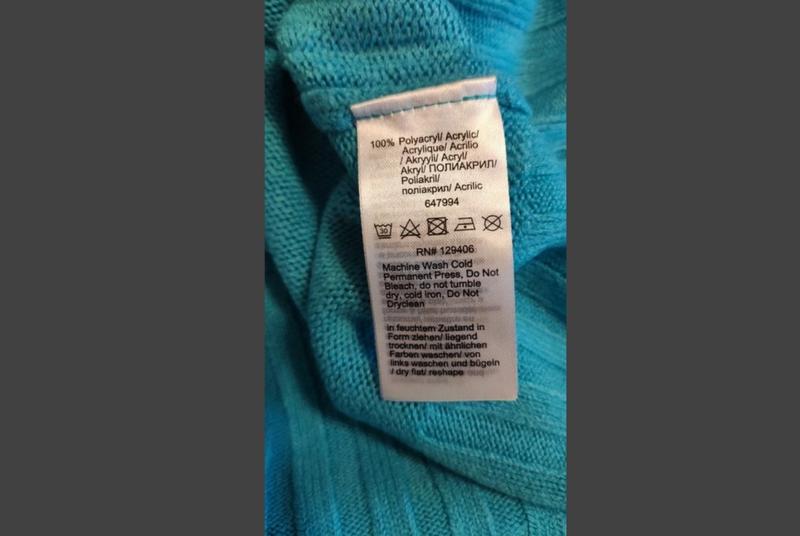 100% Polyacryl/ Acrylic/
Acrylique/ Acrilio
/ Akryyli/ Acryl/
Akryl/ ПОЛИАКРИЛ/
Poliakril/
поліакрил/ Acrilic
647994
30
RN# 129406
Machine Wash Cold
Permanent Press, Do Not
Bleach, do not tumble
dry, cold iron, Do Not
Dryclean
in feuchtem Zustand in
Form ziehen/ liegend
trocknen/ mit ähnlichen
Farben waschen/ von
links waschen und bügeln
/ dry flat/ reshape